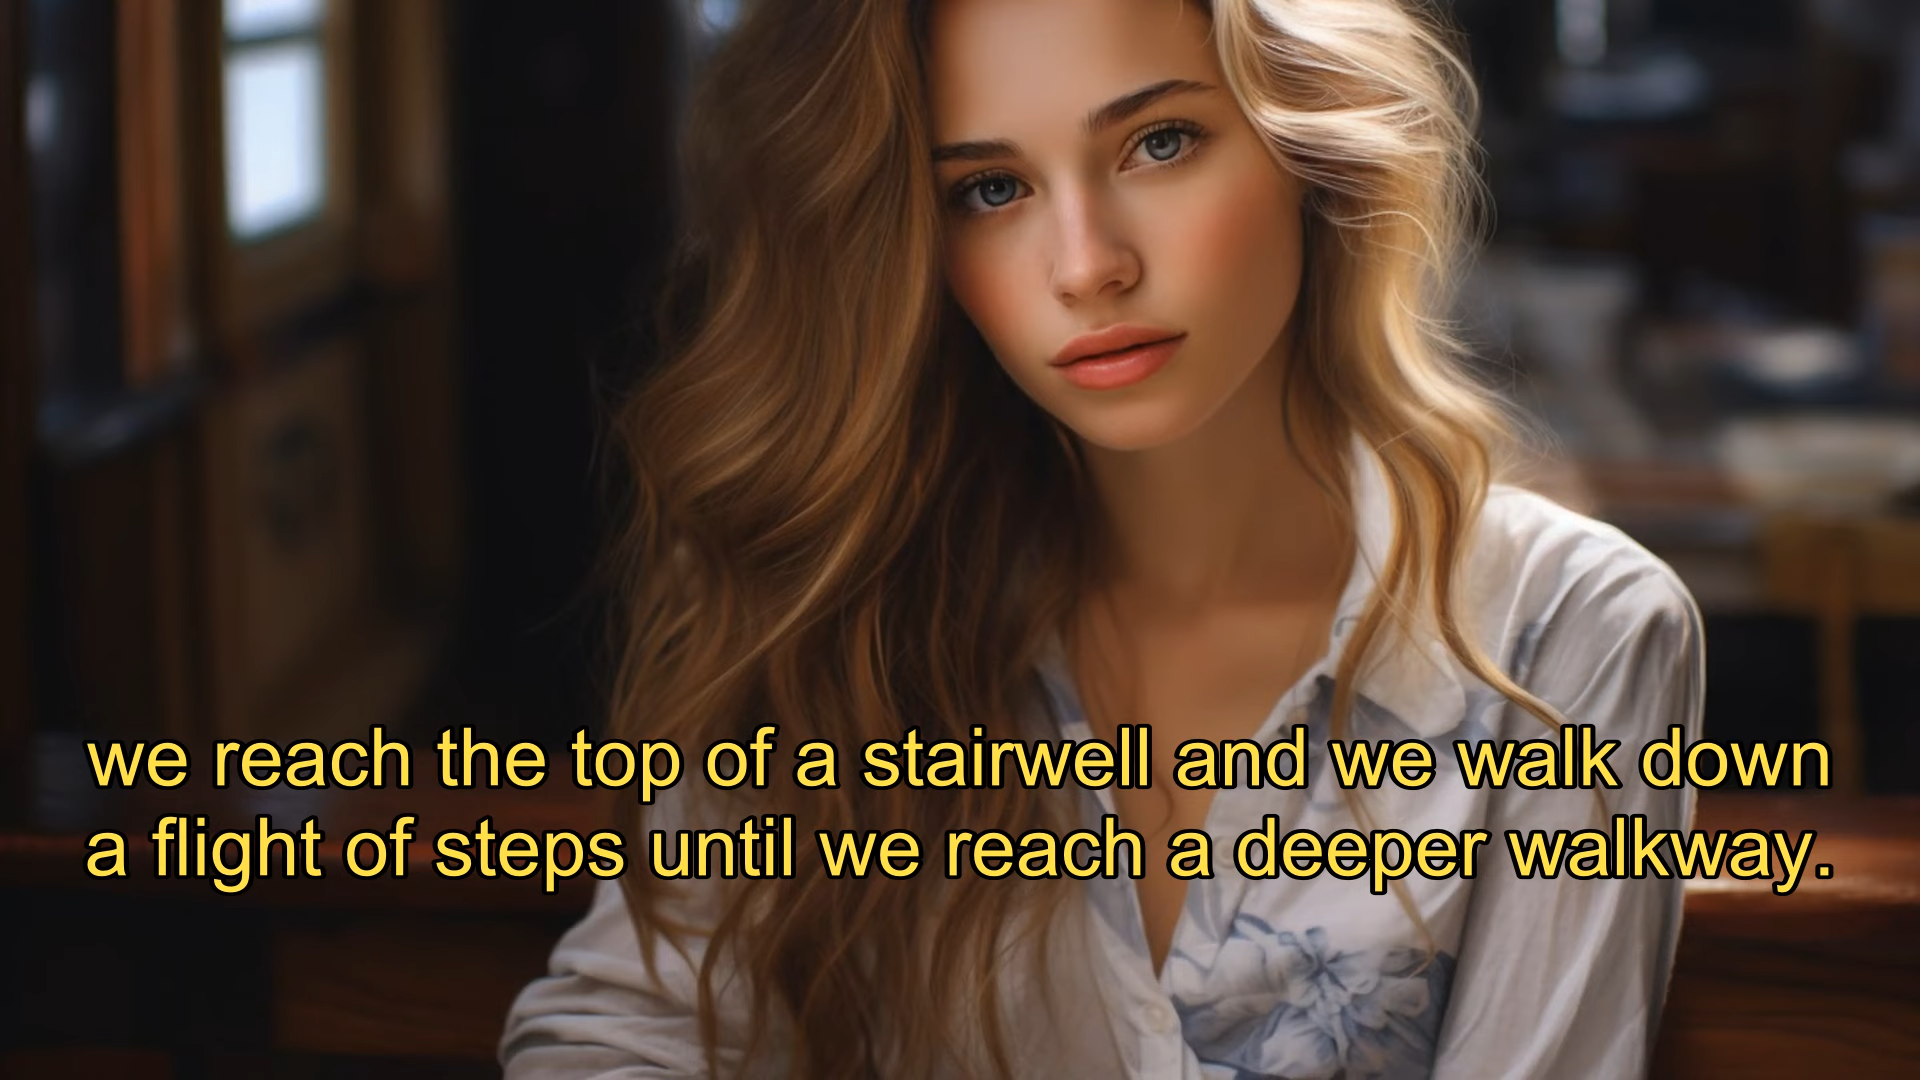 we reach the top of a stairwell and we walk down
a flight of steps until we reach a deeper walkway.